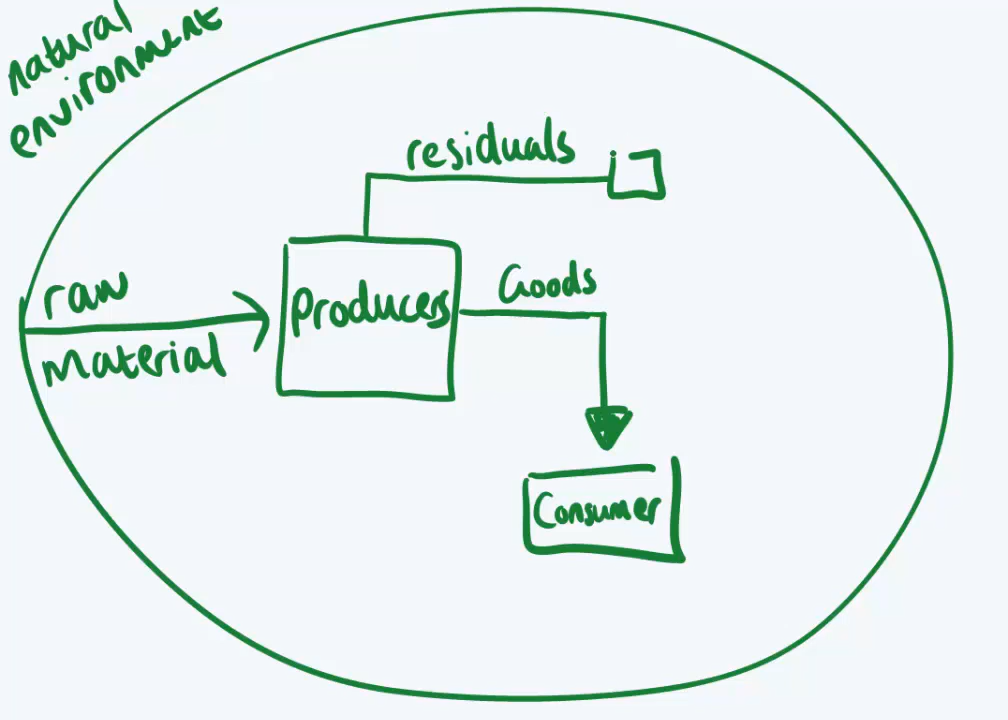 natural
environment
residuals
raw
material
Producers
Goods
Consumer